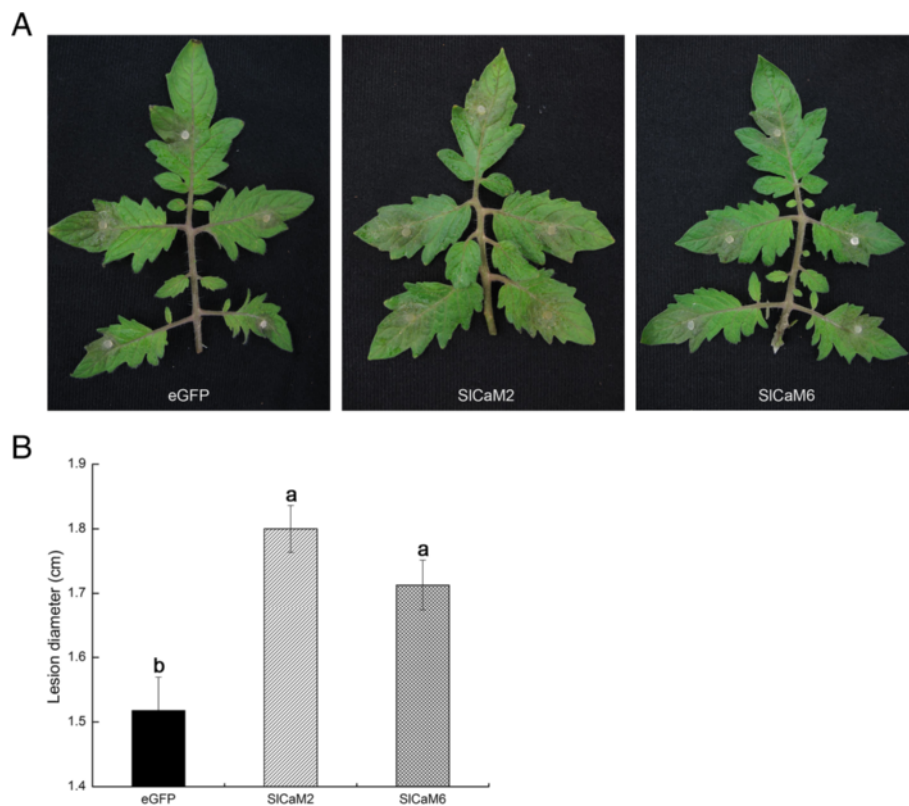 A
eGFP
SlCaM2
SlCaM6
B
Lesion diameter (cm)
1.9
1.8
1.7
1.6
1.5
1.4
b
a
a
eGFP
SlCaM2
SlCaM6